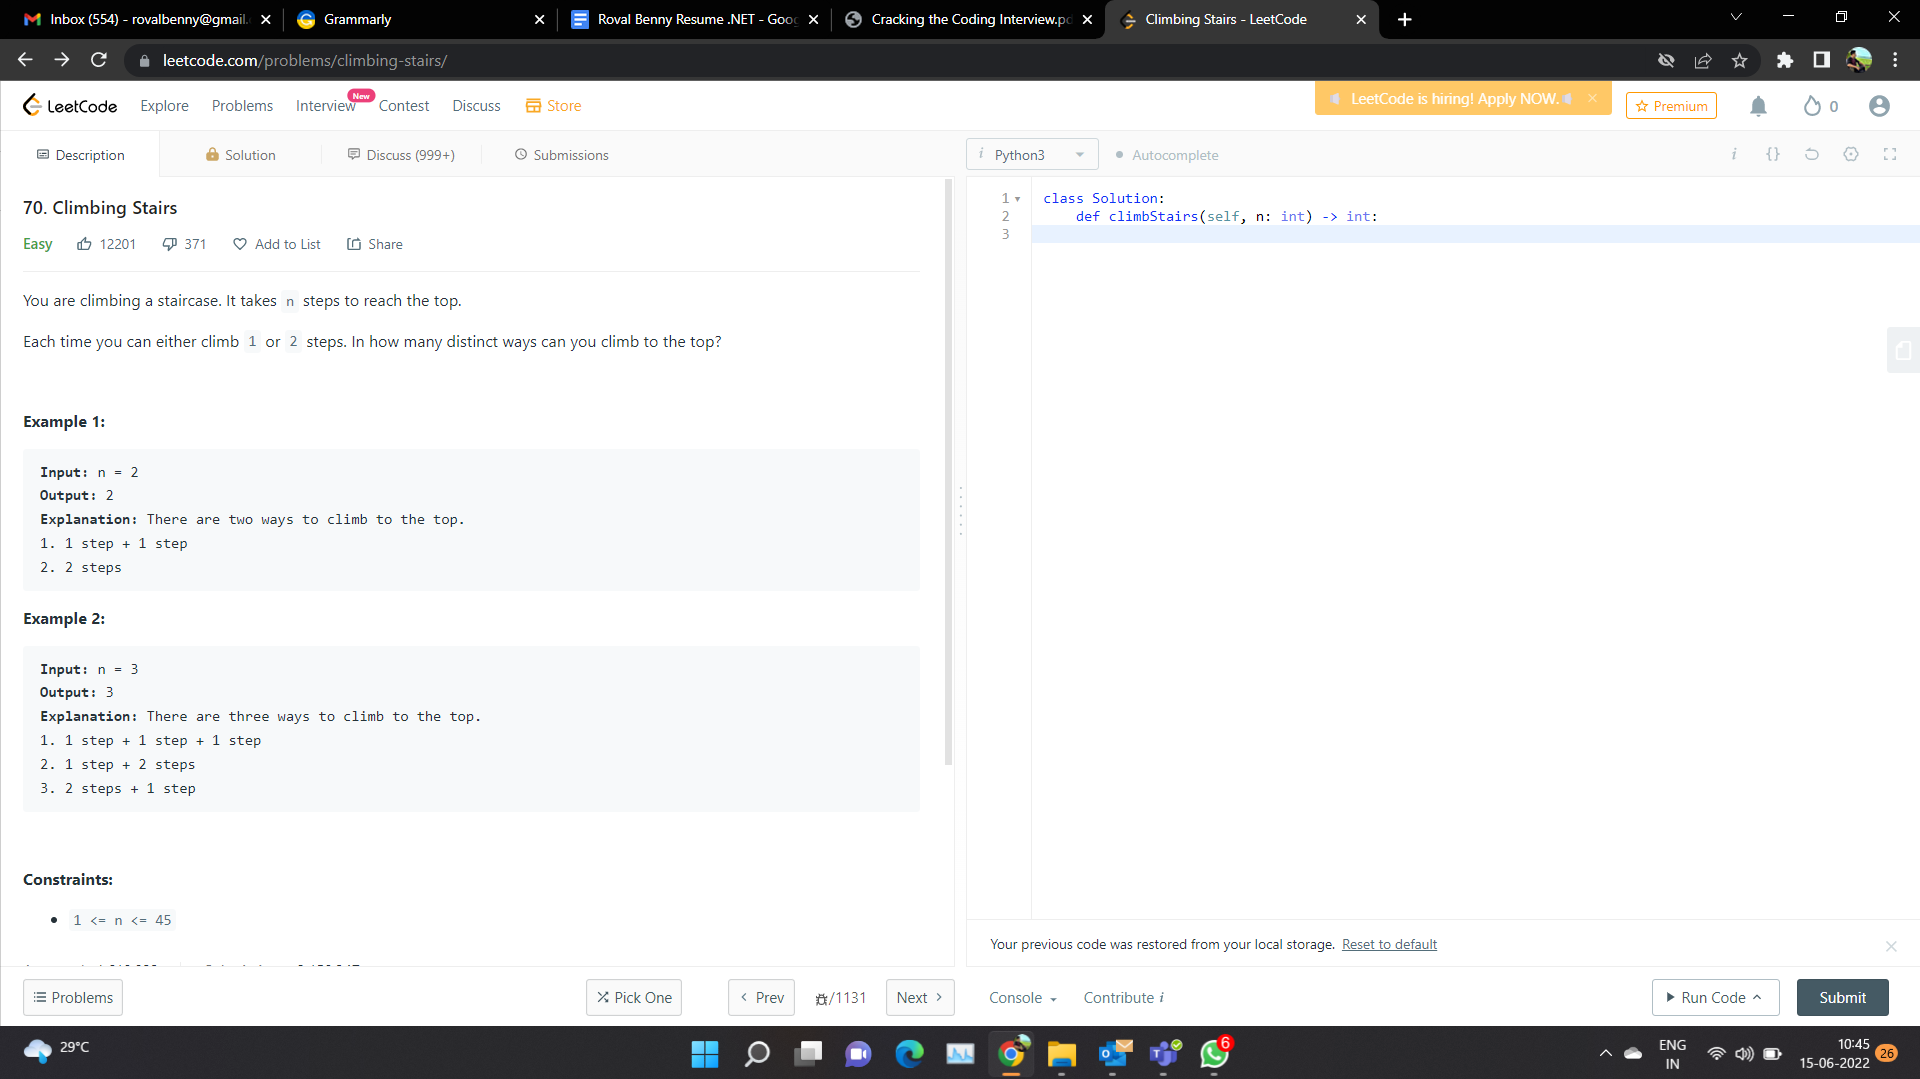 Inbox (554) - rovalbenny@gmail.
Grammarly
Roval Benny Resume .NET - Goog
Cracking the Coding Interview.pd
Climbing Stairs - LeetCode
leetcode.com/problems/climbing-stairs/
LeetCode
Explore
Problems
Interview
New
Contest
Discuss
Store
LeetCode is hiring! Apply NOW.
Premium
0
Description
Solution
Discuss (999+)
Submissions
i Python3
Autocomplete
i
{}
70. Climbing Stairs
Easy
12201
371
Add to List
Share
You are climbing a staircase. It takes n steps to reach the top.
Each time you can either climb 1 or 2 steps. In how many distinct ways can you climb to the top?
Example 1:
Input: n = 2
Output: 2
Explanation: There are two ways to climb to the top.
1. 1 step + 1 step
2. 2 steps
Example 2:
Input: n = 3
Output: 3
Explanation: There are three ways to climb to the top.
1. 1 step + 1 step + 1 step
2. 1 step + 2 steps
3. 2 steps + 1 step
Constraints:
1 <= n <= 45
1 class Solution:
2 def climbStairs(self, n: int) -> int:
3
Your previous code was restored from your local storage. Reset to default
Problems
Pick One
Prev
/1131
Next
Console
Contribute i
Run Code
Submit
29°C
6
ENG
IN
10:45
15-06-2022
26